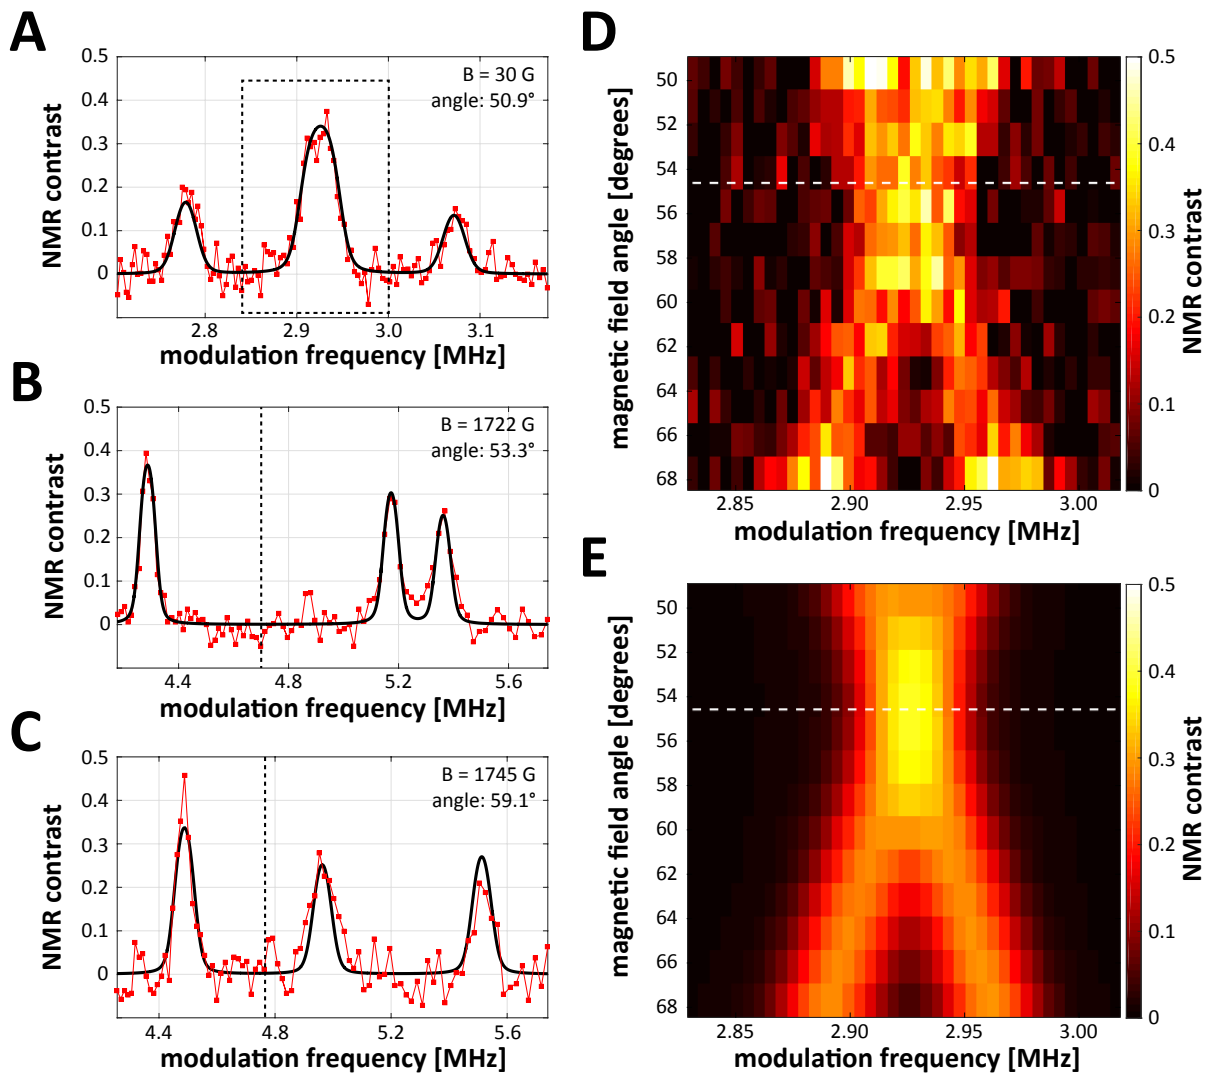 A
0.5
0.4
0.3
0.2
0.1
0
NMR contrast
B = 30 G
angle: 50.9°
2.8 2.9 3.0 3.1
modulation frequency [MHz]
B
0.5
0.4
0.3
0.2
0.1
0
NMR contrast
B = 1722 G
angle: 53.3°
4.4 4.8 5.2 5.6
modulation frequency [MHz]
C
0.5
0.4
0.3
0.2
0.1
0
NMR contrast
B = 1745 G
angle: 59.1°
4.4 4.8 5.2 5.6
modulation frequency [MHz]
D
50
52
54
56
58
60
62
64
66
68
magnetic field angle [degrees]
2.85 2.90 2.95 3.00
modulation frequency [MHz]
0.5
0.4
0.3
0.2
0.1
0
NMR contrast
E
50
52
54
56
58
60
62
64
66
68
magnetic field angle [degrees]
2.85 2.90 2.95 3.00
modulation frequency [MHz]
0.5
0.4
0.3
0.2
0.1
0
NMR contrast